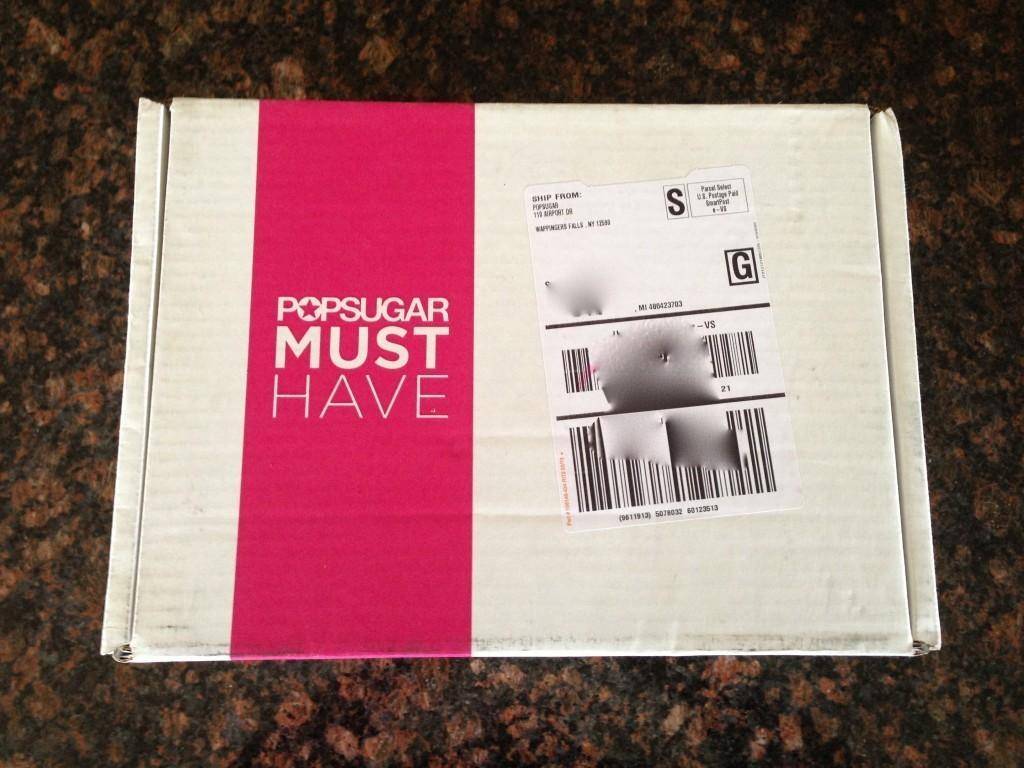 POPSUGAR
MUST
HAVE
SHIP FROM:
POPSUGAR
110 AIRPORT DR
WAPPINGERS FALLS , NY 12590
S
Parcel Select
U.S. Postage Paid
SmartPost
e-VS
G
, MI 480423703
-VS
21
(9611913) 5078032 60123513